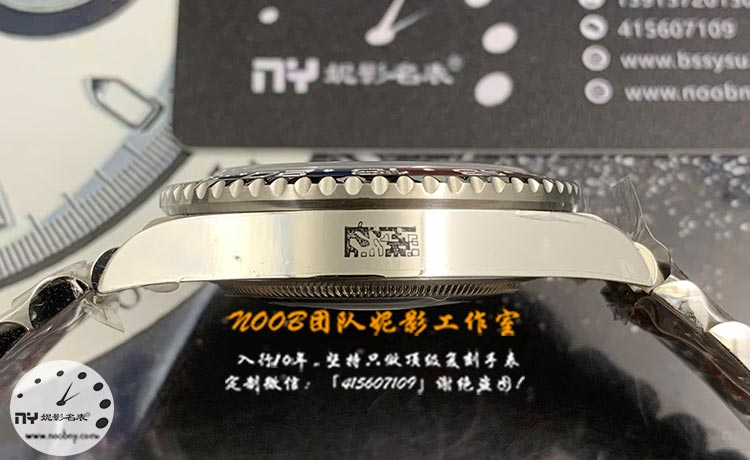 415607109
www.bssysu
NY 妮影名表®
www.noobn
NOOB团队妮影工作室
入行10年，坚持只做顶级复刻手表
定制微信：「415607109」谢绝盗图！
NY 妮影名表®
www.noobny.com